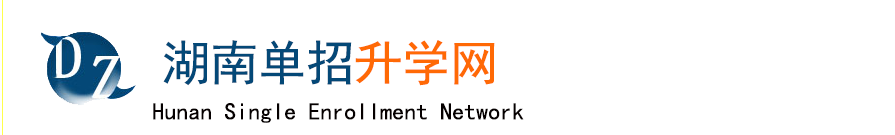 DZ
湖南单招升学网
Hunan Single Enrollment Network